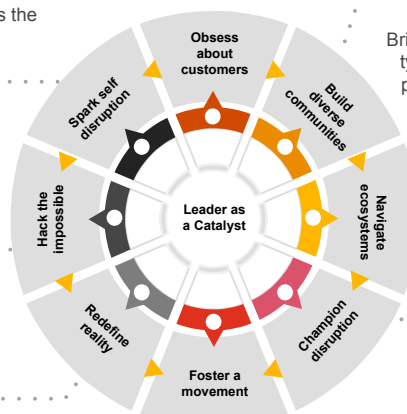 s the
Bri
ty
p
Obsess
about
customers
Build
diverse
communities
Navigate
ecosystems
Champion
disruption
Foster a
movement
Redefine
reality
Hack the
impossible
Spark self
disruption
Leader as
a Catalyst